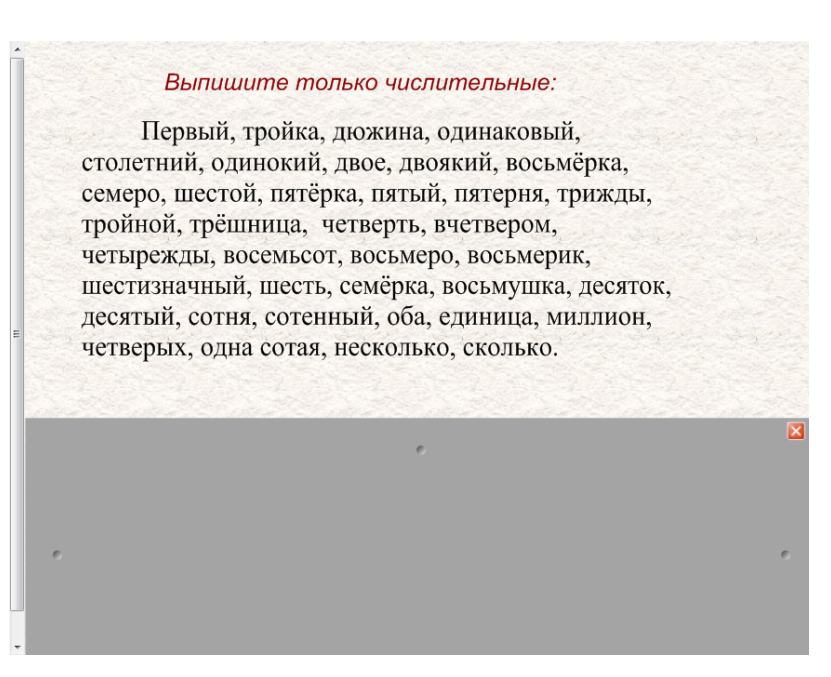 Выпишите только числительные:
Первый, тройка, дюжина, одинаковый,
столетний, одинокий, двое, двоякий, восьмёрка,
семеро, шестой, пятёрка, пятый, пятерня, трижды,
тройной, трёшница, четверть, вчетвером,
четырежды, восемьсот, восьмеро, восьмерик,
шестизначный, шесть, семёрка, восьмушка, десяток,
десятый, сотня, сотенный, оба, единица, миллион,
четверых, одна сотая, несколько, сколько.